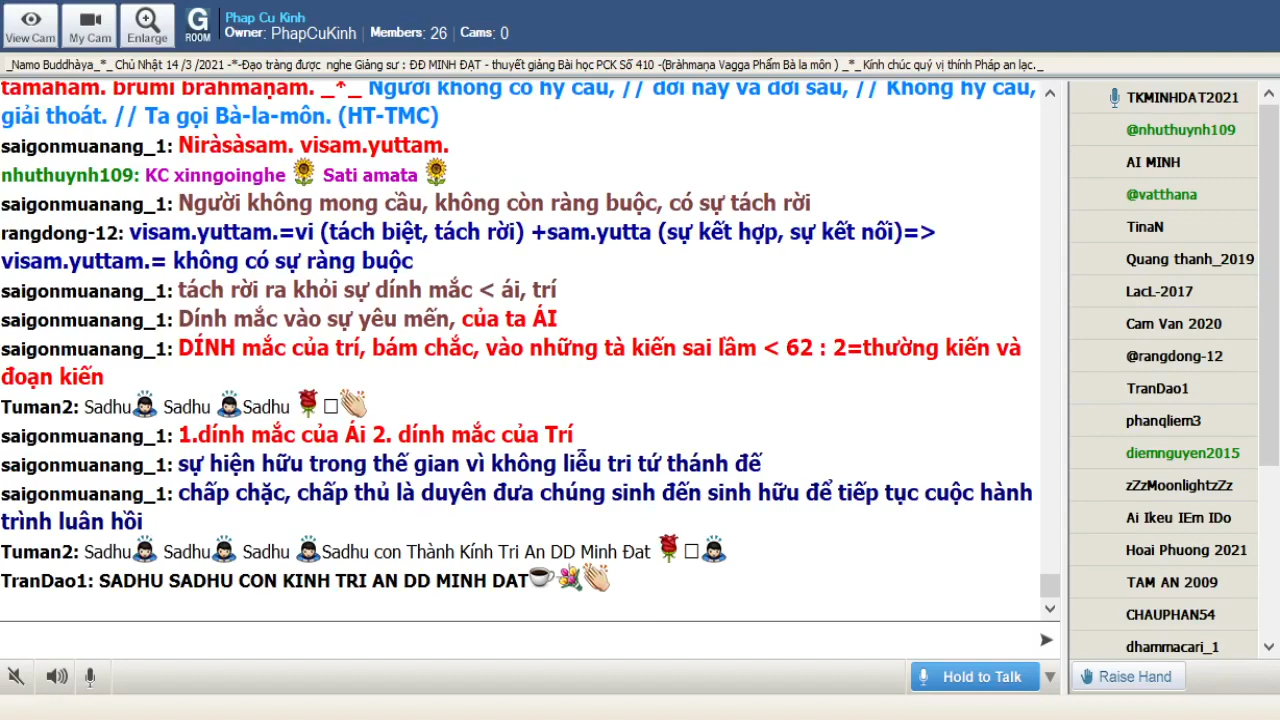 View Cam
My Cam
Enlarge
G
ROOM
Phap Cu Kinh
Owner: PhapCuKinh | Members: 26 | Cams: 0
_Namo Buddhàya_*_ Chủ Nhật 14 /3 /2021 -*-Đạo tràng được nghe Giảng sư : ĐĐ MINH ĐẠT - thuyết giảng Bài học PCK Số 410 -(Bràhmaṇa Vagga Phẩm Bà la môn ) _*_Kính chúc quý vị thính Pháp an lạc._
tamaham. brùmi bràhmaṇam. _*_ Người không có hy cầu, // đời này và đời sau, // Không hy cầu,
giải thoát. // Ta gọi Bà-la-môn. (HT-TMC)
saigonmuanang_1: Niràsàsam. visam.yuttam.
nhuthuynh109: KC xinngoinghe 🌻 Sati amata 🌻
saigonmuanang_1: Người không mong cầu, không còn ràng buộc, có sự tách rời
rangdong-12: visam.yuttam.=vi (tách biệt, tách rời) +sam.yutta (sự kết hợp, sự kết nối)=>
visam.yuttam.= không có sự ràng buộc
saigonmuanang_1: tách rời ra khỏi sự dính mắc < ái, trí
saigonmuanang_1: Dính mắc vào sự yêu mến, của ta ÁI
saigonmuanang_1: DÍNH mắc của trí, bám chắc, vào những tà kiến sai lầm < 62 : 2=thường kiến và
đoạn kiến
Tuman2: Sadhu🙇 Sadhu 🙇Sadhu 🌹□👏
saigonmuanang_1: 1.dính mắc của Ái 2. dính mắc của Trí
saigonmuanang_1: sự hiện hữu trong thế gian vì không liễu tri tứ thánh đế
saigonmuanang_1: chấp chặc, chấp thủ là duyên đưa chúng sinh đến sinh hữu để tiếp tục cuộc hành
trình luân hồi
Tuman2: Sadhu🙇 Sadhu🙇 Sadhu 🙇Sadhu con Thành Kính Tri Ân DD Minh Đat 🌹□🙇
TranDao1: SADHU SADHU CON KINH TRI AN DD MINH DAT☕💐👏
Hold to Talk
TKMINHDAT2021
@nhuthuynh109
AI MINH
@vatthana
TinaN
Quang thanh_2019
LacL-2017
Cam Van 2020
@rangdong-12
TranDao1
phanqliem3
diemnguyen2015
zZzMoonlightzZz
Ai Ikeu IEm IDo
Hoai Phuong 2021
TAM AN 2009
CHAUPHAN54
dhammacari_1
Raise Hand